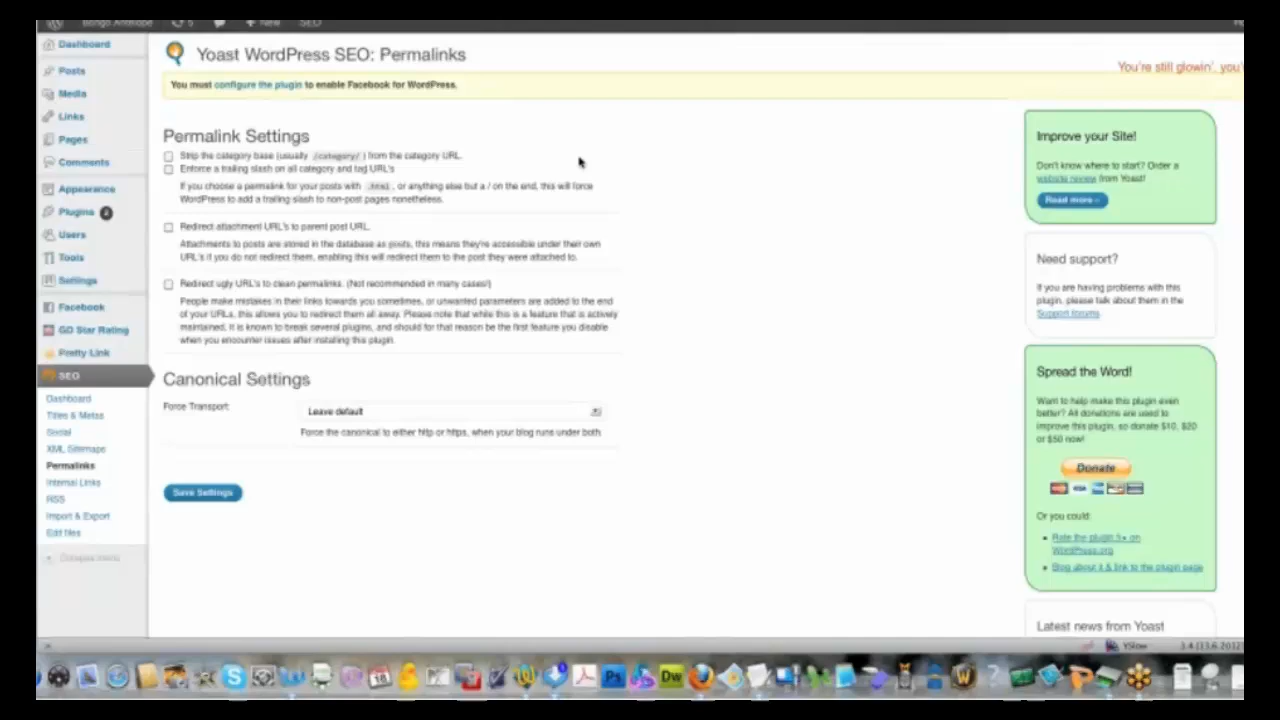 Bongo Antilope
5
+ New
SEO
Dashboard
Posts
Media
Links
Pages
Comments
Appearance
Plugins
Users
Tools
Settings
Facebook
GD Star Rating
Pretty Link
SEO
Dashboard
Titles & Metas
Social
XML Sitemaps
Permalinks
Internal Links
RSS
Import & Export
Edit files
Collapse menu
Yoast WordPress SEO: Permalinks
You're still glowin', you'
You must configure the plugin to enable Facebook for WordPress.
Permalink Settings
Strip the category base (usually /category/ ) from the category URL.
Enforce a trailing slash on all category and tag URL's
If you choose a permalink for your posts with .html, or anything else but a / on the end, this will force
WordPress to add a trailing slash to non-post pages nonetheless.
Redirect attachment URL's to parent post URL.
Attachments to posts are stored in the database as posts, this means they're accessible under their own
URL's if you do not redirect them, enabling this will redirect them to the post they were attached to.
Redirect ugly URL's to clean permalinks. (Not recommended in many cases!)
People make mistakes in their links towards you sometimes, or unwanted parameters are added to the end
of your URLs, this allows you to redirect them all away. Please note that while this is a feature that is actively
maintained, it is known to break several plugins, and should for that reason be the first feature you disable
when you encounter issues after installing this plugin.
Canonical Settings
Force Transport:
Leave default
Force the canonical to either http or https, when your blog runs under both.
Save Settings
Improve your Site!
Don't know where to start? Order a
website review from Yoast!
Read more »
Need support?
If you are having problems with this
plugin, please talk about them in the
Support forums
Spread the Word!
Want to help make this plugin even
better? All donations are used to
improve this plugin, so donate $10, $20
or $50 now!
Donate
VISA
Or you could:
Rate the plugin 5★ on
WordPress.org
Blog about it & link to the plugin page
Latest news from Yoast
YSlow
3.4 (13.6.2012)
18
Ps
Dw